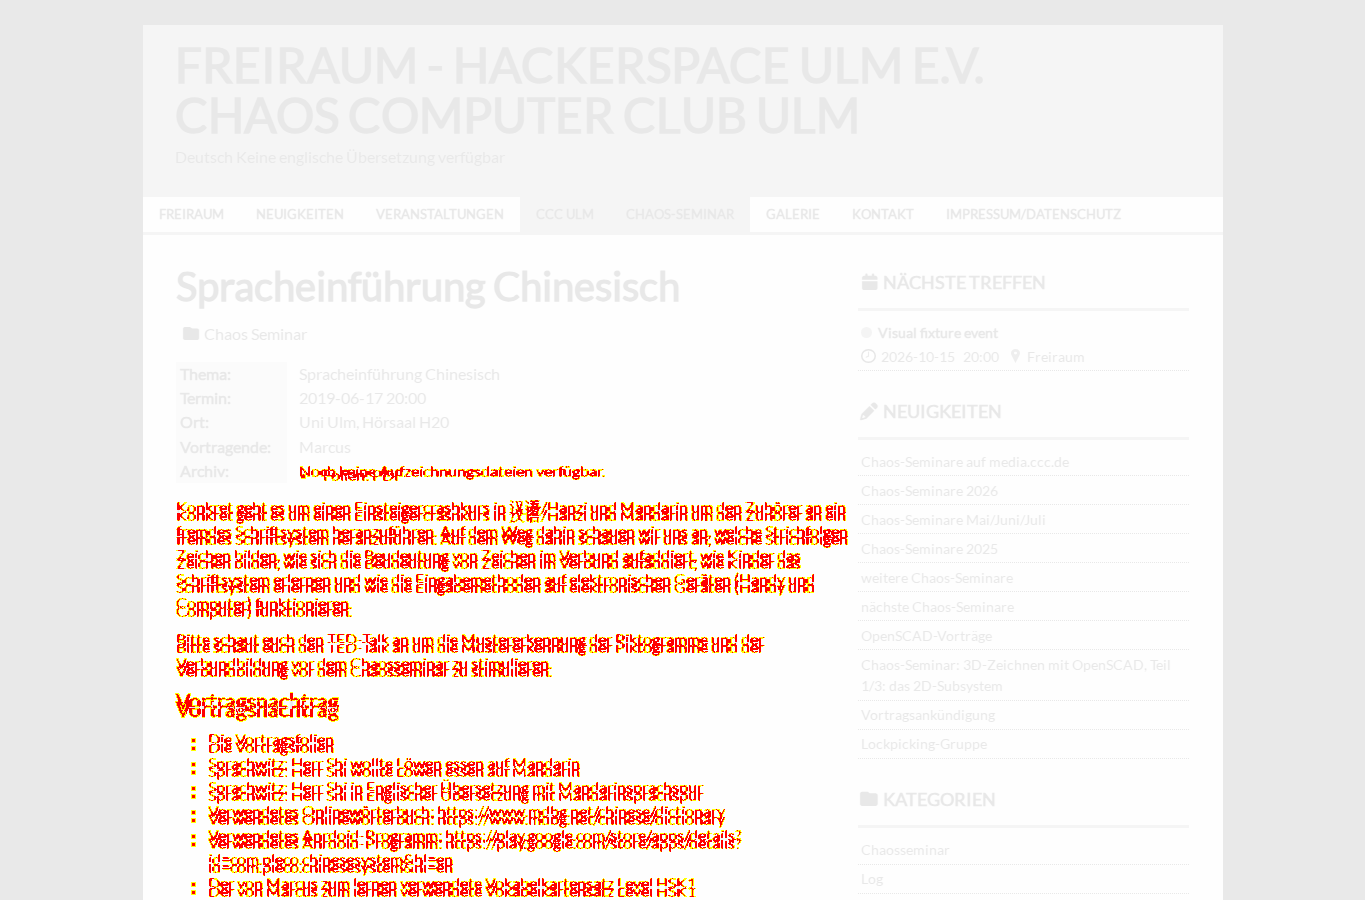 FREIRAUM - HACKERSPACE ULM E.V.
CHAOS COMPUTER CLUB ULM
Deutsch Keine englische Übersetzung verfügbar
FREIRAUM NEUIGKEITEN VERANSTALTUNGEN CCC ULM CHAOS-SEMINAR GALERIE KONTAKT IMPRESSUM/DATENSCHUTZ
Spracheinführung Chinesisch
Chaos Seminar
Thema: Spracheinführung Chinesisch
Termin: 2019-06-17 20:00
Ort: Uni Ulm, Hörsaal H20
Vortragende: Marcus
Archiv: Noch keine Aufzeichnungsdateien verfügbar.
Konkret geht es um einen Einsteigercrashkurs in /Hanzi und Mandarin um den Zuhörer an ein
fremdes Schriftsystem heranzuführen. Auf dem Weg dahin schauen wir uns an, welche Strichfolgen
Zeichen bilden, wie sich die Bedeutung von Zeichen im Verbund aufaddiert, wie Kinder das
Schriftsystem erlernen und wie die Eingabemethoden auf elektronischen Geräten (Handy und
Computer) funktionieren.
Bitte schaut euch den TED-Talk an um die Mustererkennung der Piktogramme und der
Verbundbildung vor dem Chaosseminar zu stimulieren.
Vortragsnachtrag
Die Vortragsfolien
Sprachwitz: Herr Shi wollte Löwen essen auf Mandarin
Sprachwitz: Herr Shi in Englischer Übersetzung mit Mandarinsprachspur
Verwendetes Onlinewörterbuch: https://www.mdbg.net/chinese/dictionary
Verwendetes Anrdoid-Programm: https://play.google.com/store/apps/details?
id=com.pleco.chinesesystem&hl=en
Der von Marcus zum lernen verwendete Vokabelkartensatz Level HSK1
NÄCHSTE TREFFEN
Visual fixture event
2026-10-15 20:00 Freiraum
NEUIGKEITEN
Chaos-Seminare auf media.ccc.de
Chaos-Seminare 2026
Chaos-Seminare Mai/Juni/Juli
Chaos-Seminare 2025
weitere Chaos-Seminare
nächste Chaos-Seminare
OpenSCAD-Vorträge
Chaos-Seminar: 3D-Zeichnen mit OpenSCAD, Teil
1/3: das 2D-Subsystem
Vortragsankündigung
Lockpicking-Gruppe
KATEGORIEN
Chaosseminar
Log